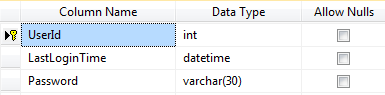 Column Name Data Type Allow Nulls
UserId int
LastLoginTime datetime
Password varchar(30)